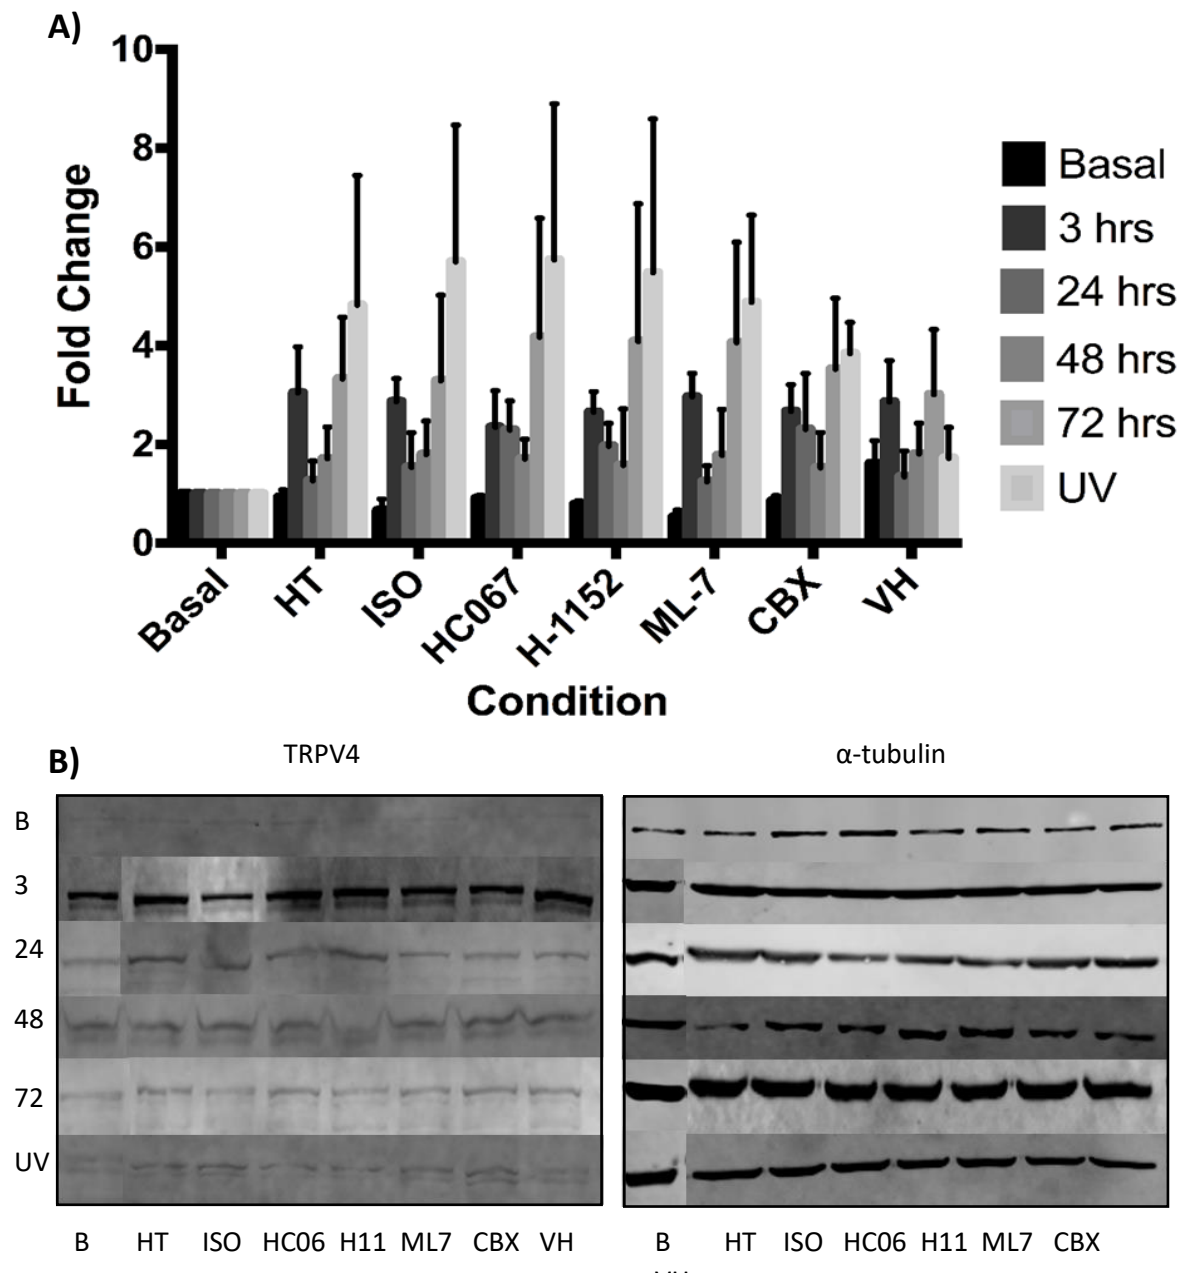 A)
10
8
6
4
2
0
Fold Change
Basal
HT
ISO
HC067
H-1152
ML-7
CBX
VH
Condition
Basal
3 hrs
24 hrs
48 hrs
72 hrs
UV
B)
TRPV4
α-tubulin
B
3
24
48
72
UV
B HT ISO HC06 H11 ML7 CBX VH
B HT ISO HC06 H11 ML7 CBX